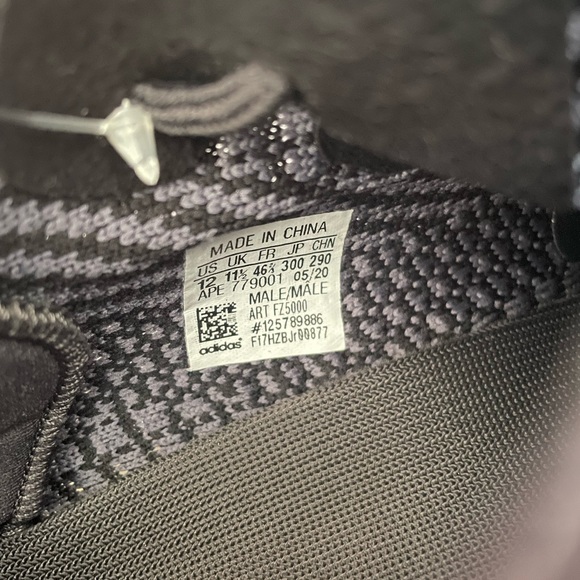 MADE IN CHINA
US UK FR JP CHN
12 11½ 46⅔ 300 290
APE 779001 05/20
MALE/MALE
ART FZ5000
#125789886
F17HZBJr00877
adidas